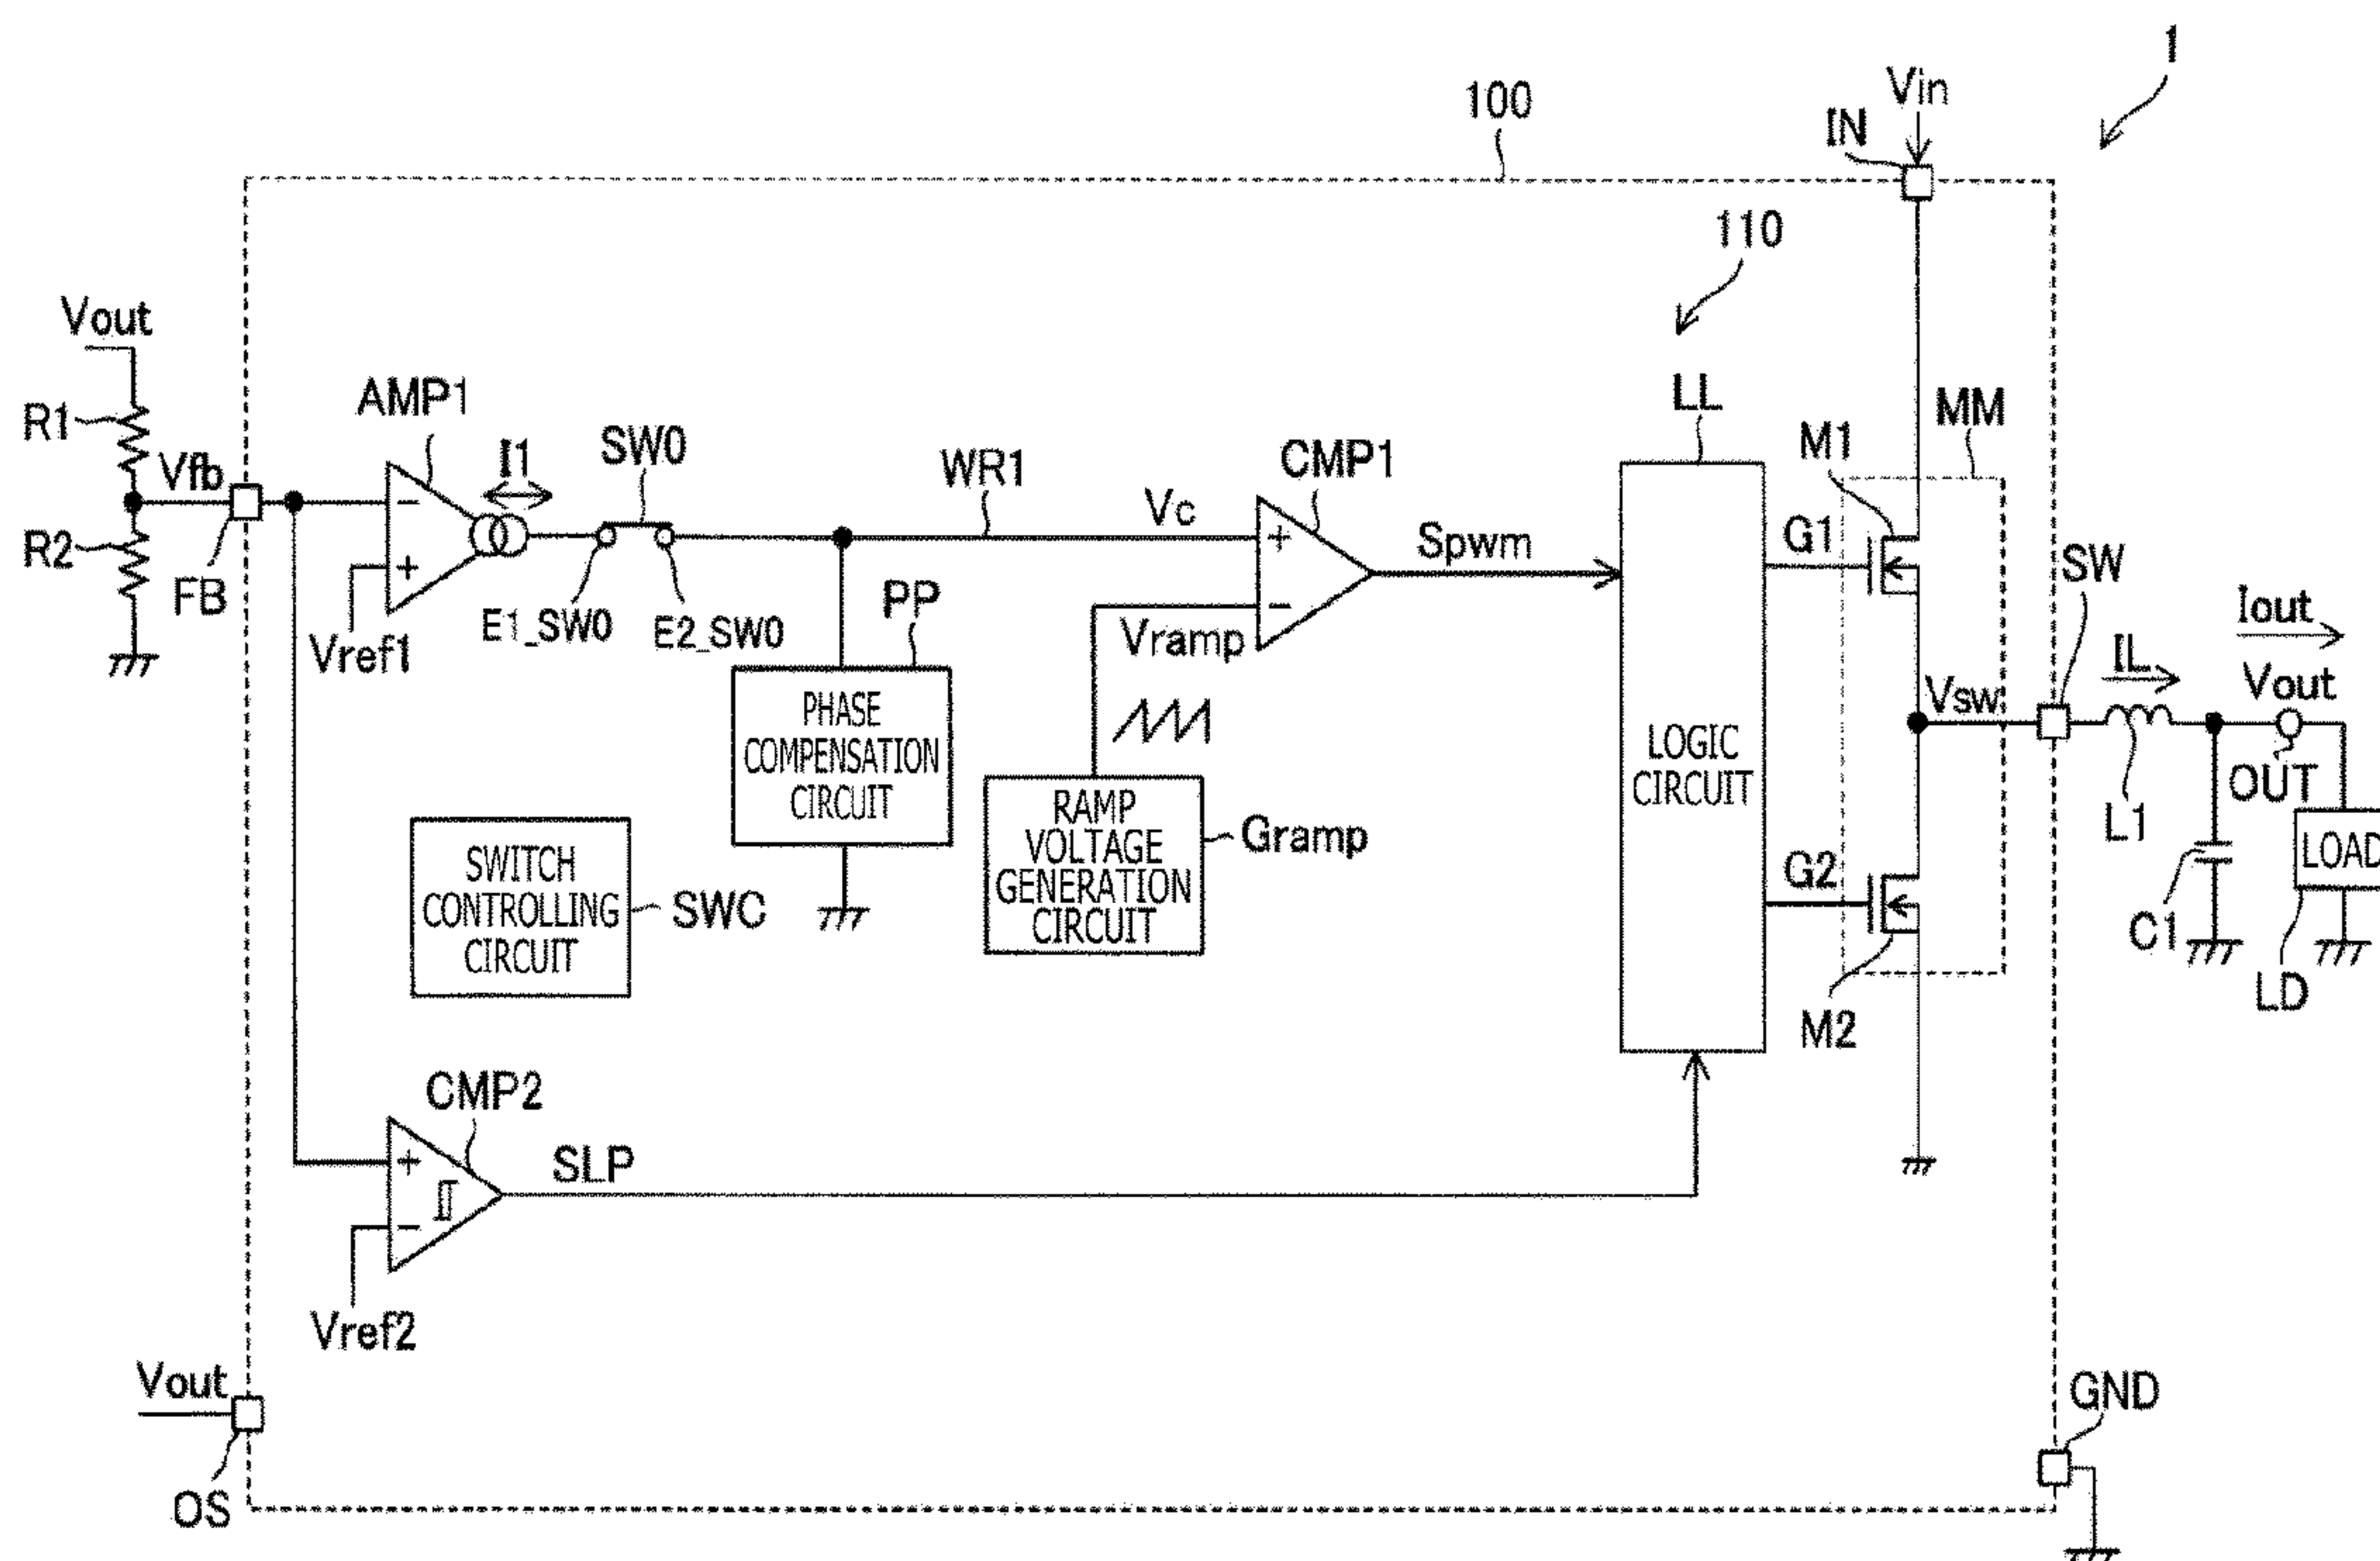 1
Vin
100
IN
110
Vout
AMP1
LL
MM
R1
I1
SW0
M1
Vfb
WR1
CMP1
Vc
Spwm
G1
R2
SW
FB
PP
Iout
E1_SW0
E2_SW0
Vref1
Vramp
IL
Vout
Vsw
PHASE
COMPENSATION
CIRCUIT
LOGIC
CIRCUIT
OUT
L1
RAMP
VOLTAGE
GENERATION
CIRCUIT
Gramp
LOAD
SWITCH
CONTROLLING
CIRCUIT
SWC
G2
C1
LD
M2
CMP2
SLP
Vref2
Vout
GND
OS